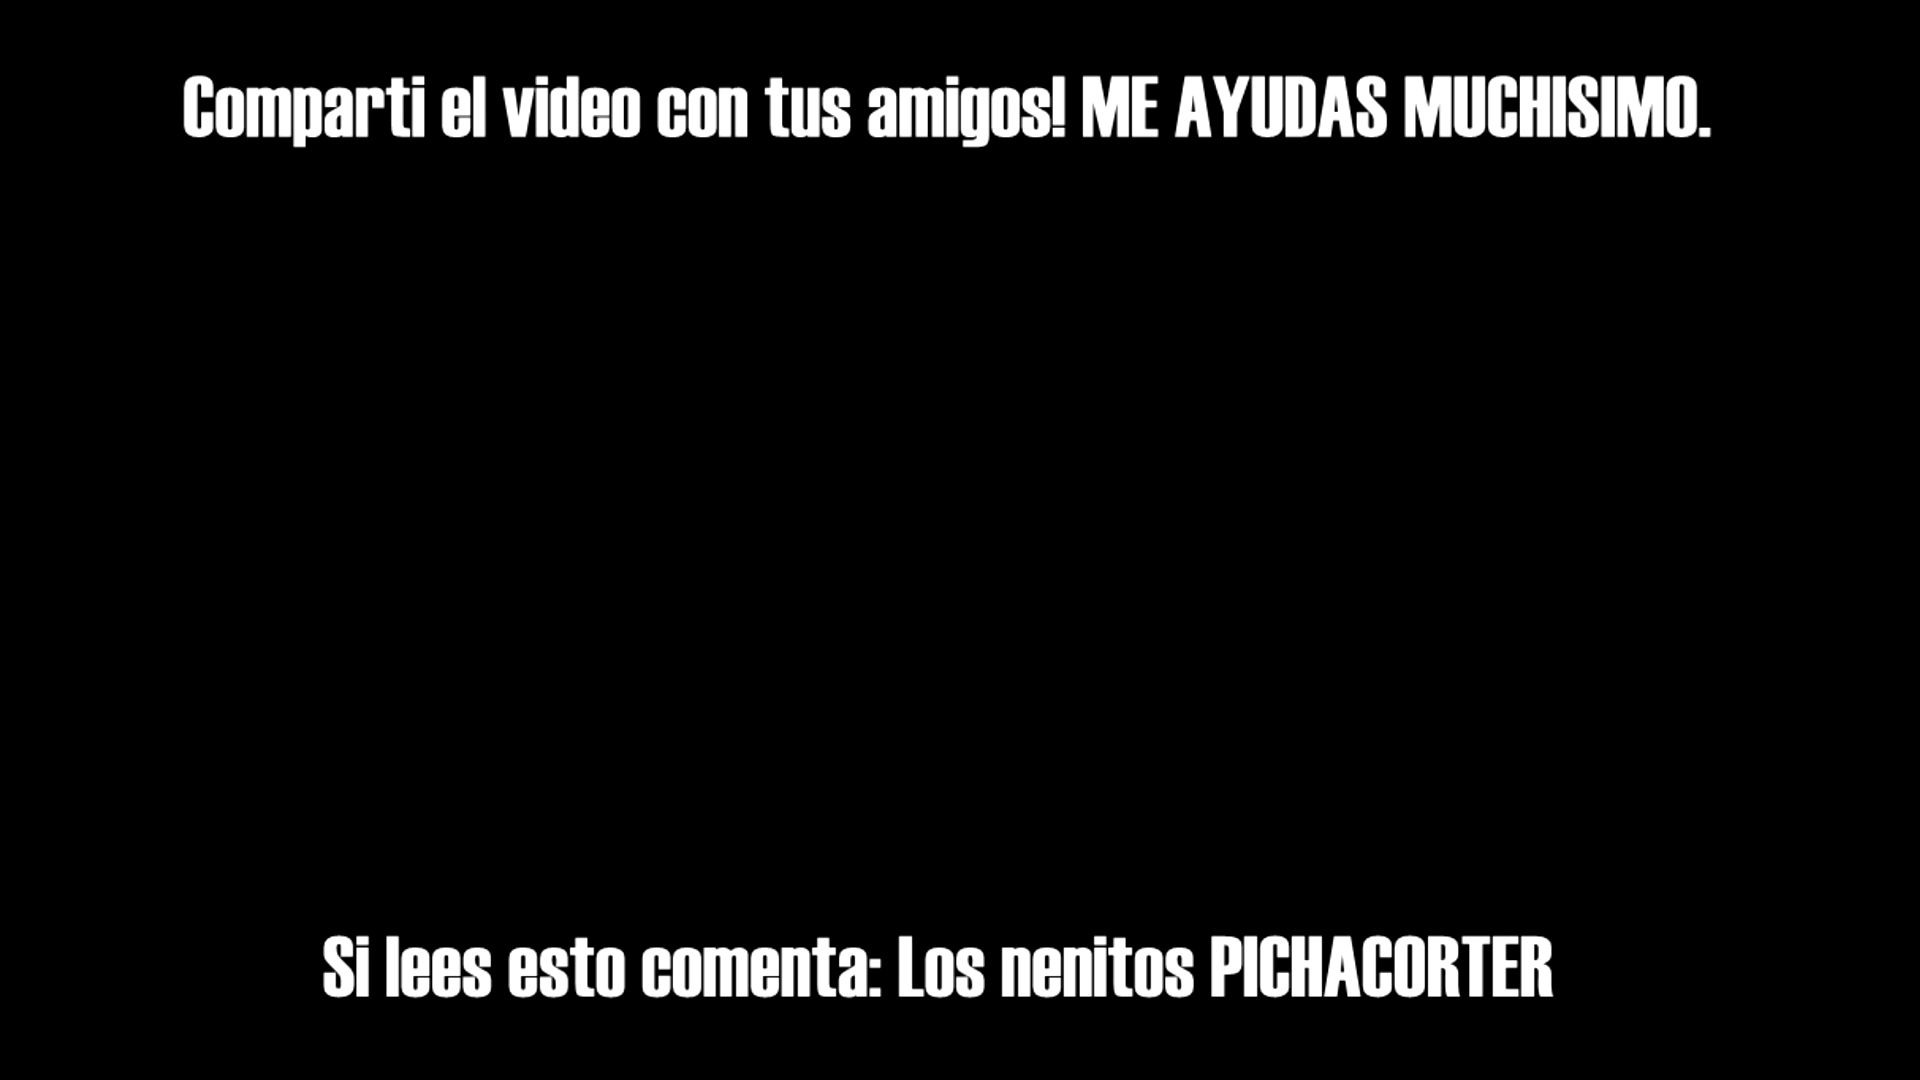 Comparti el video con tus amigos! ME AYUDAS MUCHISIMO.
Si lees esto comenta: Los nenitos PICHACORTER